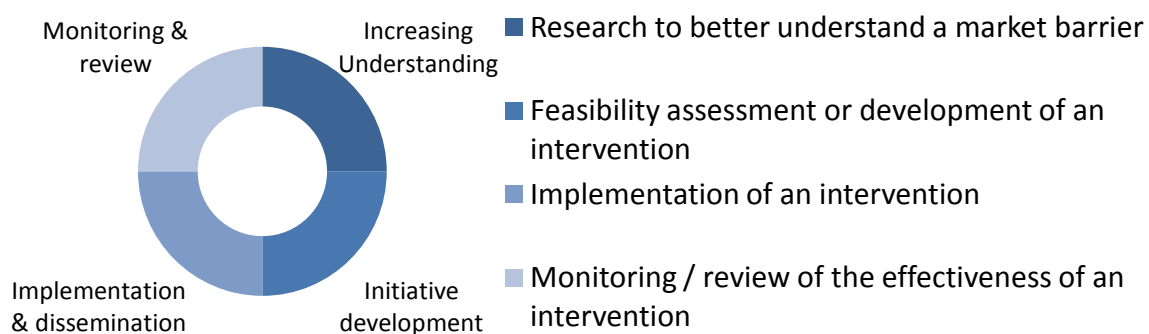 Monitoring &
review
Increasing
Understanding
Implementation
& dissemination
Initiative
development
Research to better understand a market barrier
Feasibility assessment or development of an
intervention
Implementation of an intervention
Monitoring / review of the effectiveness of an
intervention